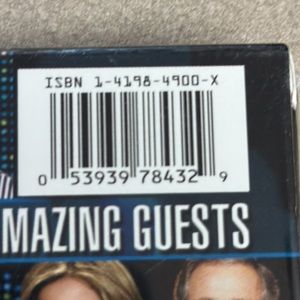 ISBN 1-4198-4900-X
0 53939 78432 9
MAZING GUESTS